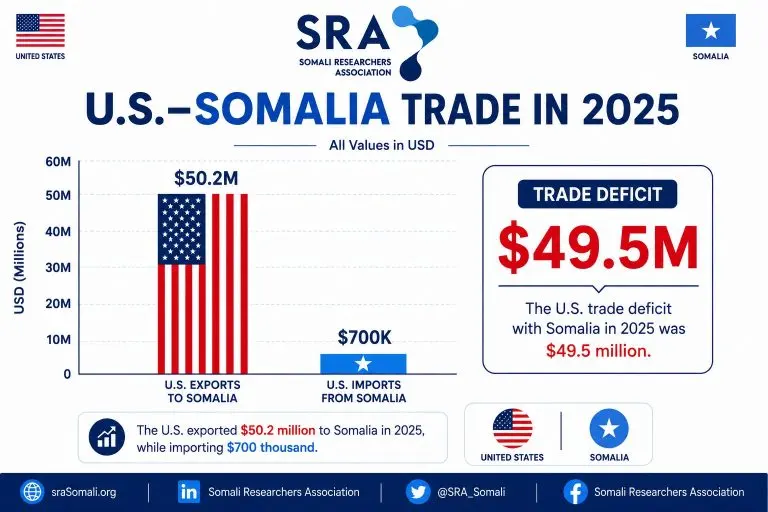 UNITED STATES
SRA
SOMALI RESEARCHERS
ASSOCIATION
SOMALIA
U.S.–SOMALIA TRADE IN 2025
All Values in USD
USD (Millions)
60M
50M
40M
30M
20M
10M
0
$50.2M
$700K
U.S. EXPORTS
TO SOMALIA
U.S. IMPORTS
FROM SOMALIA
TRADE DEFICIT
$49.5M
The U.S. trade deficit
with Somalia in 2025 was
$49.5 million.
The U.S. exported $50.2 million to Somalia in 2025,
while importing $700 thousand.
UNITED STATES
SOMALIA
sraSomali.org
Somali Researchers Association
@SRA_Somali
Somali Researchers Association